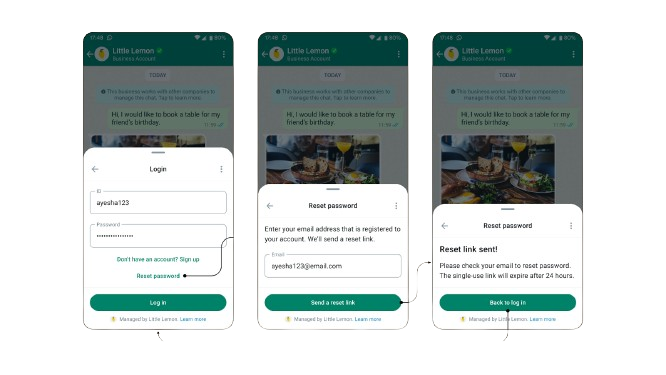 17:46
80%
Little Lemon
Business Account
TODAY
This business works with other companies to
manage this chat. Tap to learn more.
Hi, I would like to book a table for my
friend's birthday.
11:59
Login
ID
ayesha123
Password
••••••••••••••
Don't have an account? Sign up
Reset password
Log in
Managed by Little Lemon. Learn more
17:46
80%
Little Lemon
Business Account
TODAY
This business works with other companies to
manage this chat. Tap to learn more.
Hi, I would like to book a table for my
friend's birthday.
Reset password
Enter your email address that is registered to
your account. We'll send a reset link.
Email
ayesha123@email.com
Send a reset link
Managed by Little Lemon. Learn more
80%
Little Lemon
Business Account
TODAY
This business works with other companies to
manage this chat. Tap to learn more.
Hi, I would like to book a table for my
friend's birthday.
Reset password
Reset link sent!
Please check your email to reset password.
The single-use link will expire after 24 hours.
Back to log in
Managed by Little Lemon. Learn more